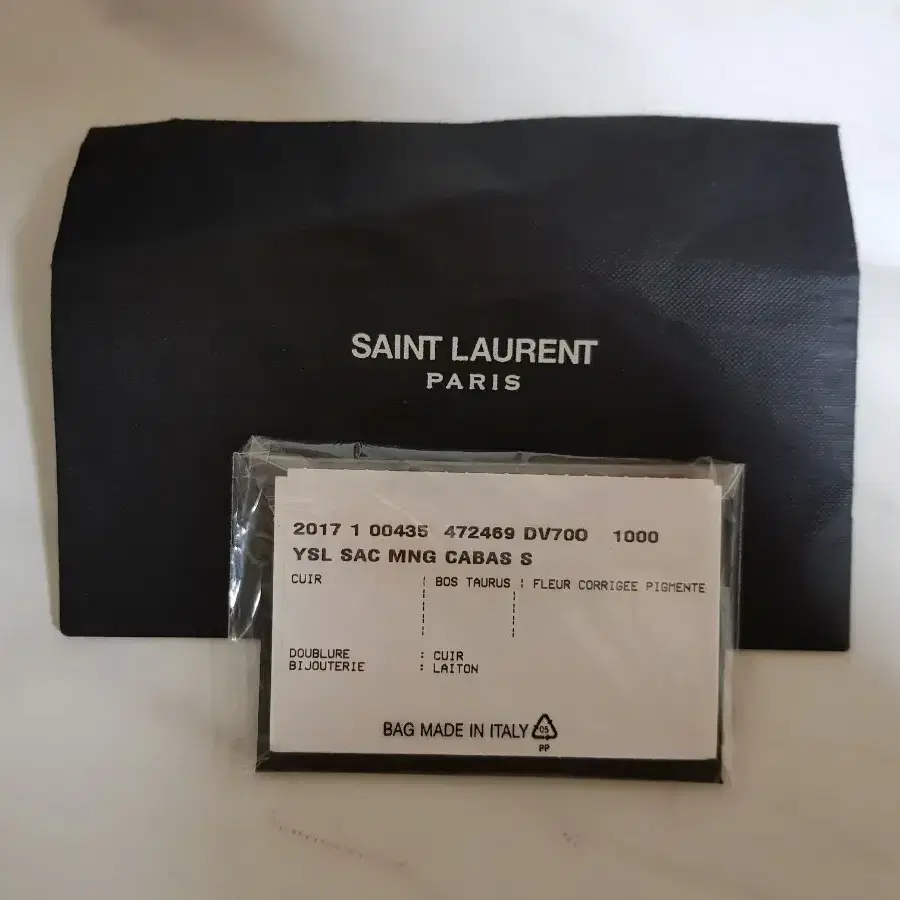 SAINT LAURENT
PARIS
2017 1 00435 472469 DV70O 1000
YSL SAC MNG CABAS S
CUIR ¦ BOS TAURUS ¦ FLEUR CORRIGEE PIGMENTE
DOUBLURE : CUIR
BIJOUTERIE : LAITON
BAG MADE IN ITALY 05
PP